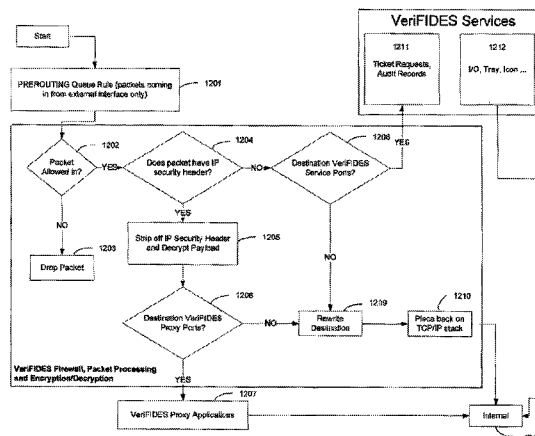 VeriFIDES Services
Start
1211
Ticket Requests,
Audit Records
1212
I/O, Tray, Icon ...
PREROUTING Queue Rule (packets coming
in from external interface only)
1201
1202
Packet
Allowed In?
YES
1204
Does packet have IP
security header?
NO
1208
Destination VeriFIDES
Service Ports?
YES
NO
YES
NO
1203
Drop Packet
Strip off IP Security Header
and Decrypt Payload
1205
1206
Destination VeriFIDES
Proxy Ports?
NO
1209
Rewrite
Destination
1210
Place back on
TCP/IP stack
VeriFIDES Firewall, Packet Processing
and Encryption/Decryption
YES
1207
VeriFIDES Proxy Applications
Internal